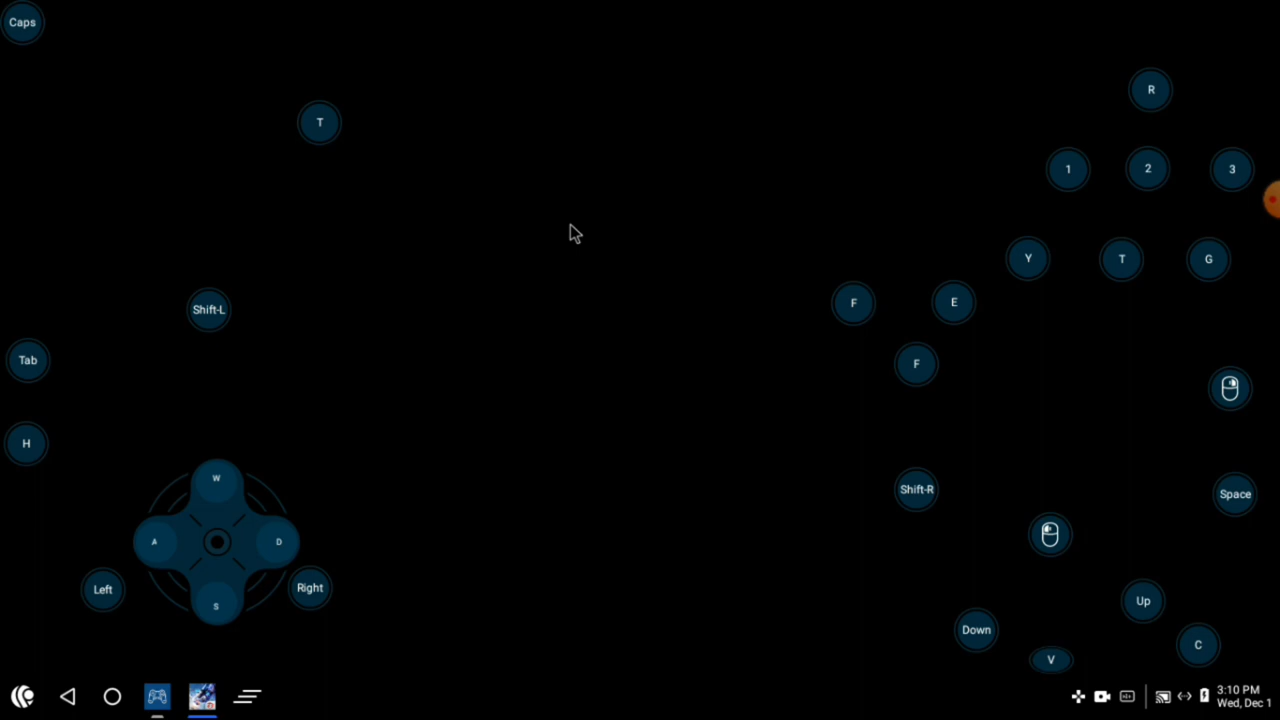 Caps
R
T
1 2 3
Y T G
F E
Shift-L
Tab
F
H
W
Shift-R
Space
A D
Left
Right
S
Up
Down
C
V
3:10 PM
Wed, Dec 1